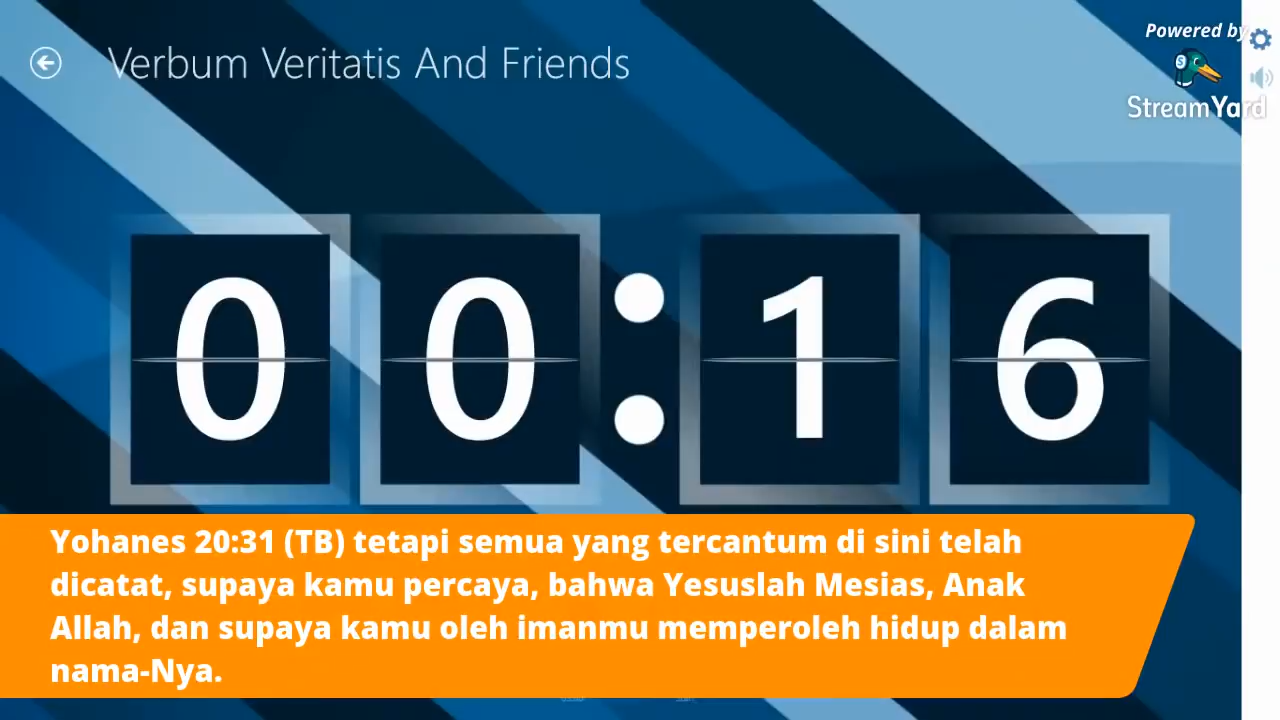 Powered by
Verbum Veritatis And Friends
StreamYard
00:16
Yohanes 20:31 (TB) tetapi semua yang tercantum di sini telah
dicatat, supaya kamu percaya, bahwa Yesuslah Mesias, Anak
Allah, dan supaya kamu oleh imanmu memperoleh hidup dalam
nama-Nya.